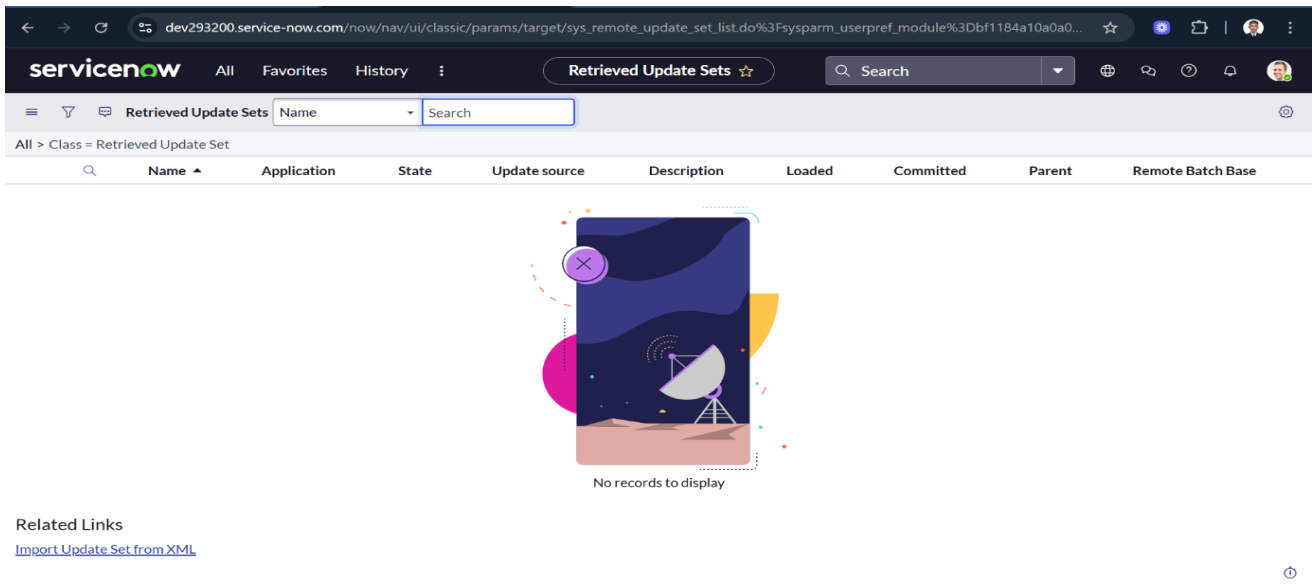 dev293200.service-now.com/now/nav/ui/classic/params/target/sys_remote_update_set_list.do%3Fsysparm_userpref_module%3Dbf1184a10a0a0...
servicenow All Favorites History Retrieved Update Sets Search
Retrieved Update Sets Name Search
All > Class = Retrieved Update Set
Name Application State Update source Description Loaded Committed Parent Remote Batch Base
No records to display
Related Links
Import Update Set from XML